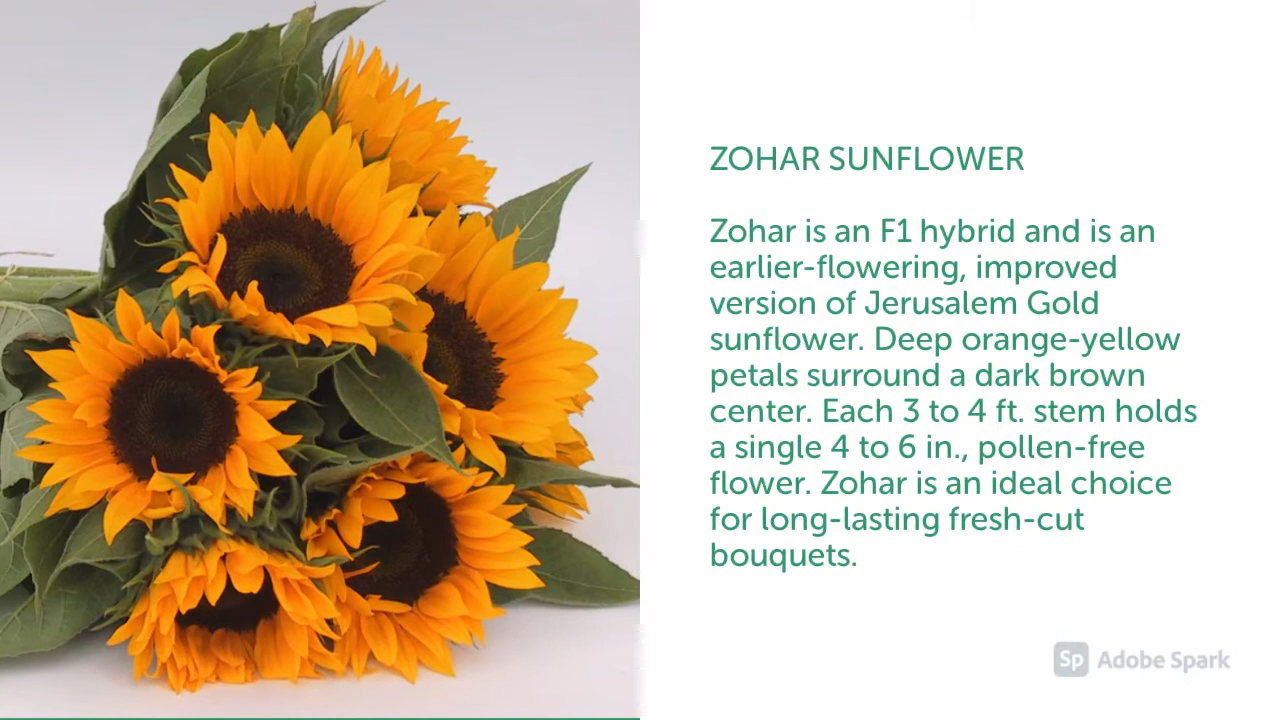 ZOHAR SUNFLOWER
Zohar is an F1 hybrid and is an
earlier-flowering, improved
version of Jerusalem Gold
sunflower. Deep orange-yellow
petals surround a dark brown
center. Each 3 to 4 ft. stem holds
a single 4 to 6 in., pollen-free
flower. Zohar is an ideal choice
for long-lasting fresh-cut
bouquets.
Sp Adobe Spark